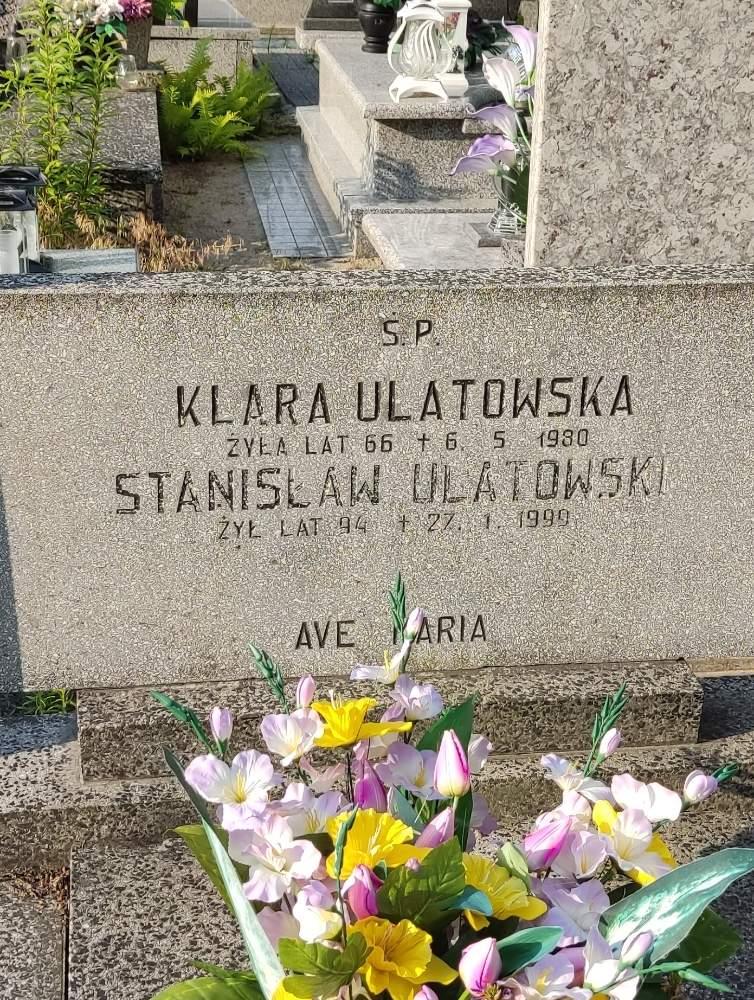 Ś.P.
KLARA ULATOWSKA
ŻYŁA LAT 66 + 6. 5 1980
STANISŁAW ULATOWSKI
ŻYŁ LAT 94 + 27. 1. 1999
AVE MARIA